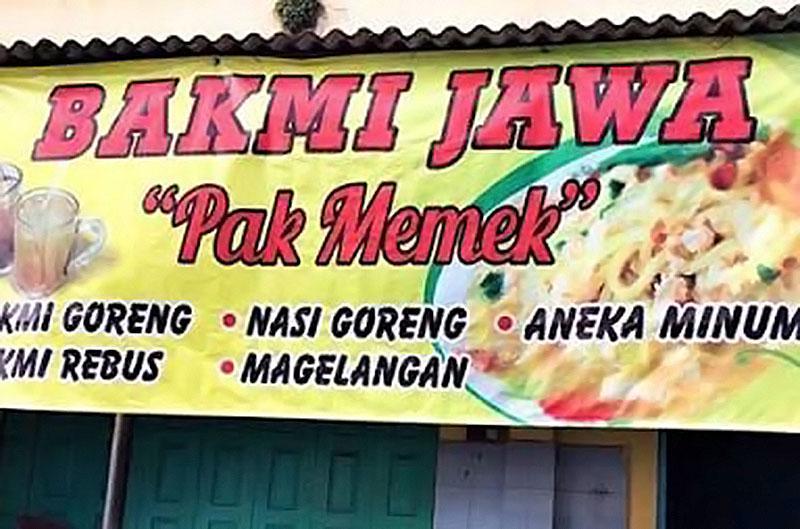 BAKMI JAWA
"Pak Memek"
KMI GORENG • NASI GORENG • ANEKA MINUM
KMI REBUS • MAGELANGAN